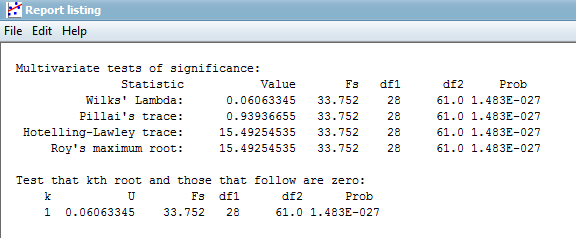 Report listing
File Edit Help
Multivariate tests of significance:
Statistic Value Fs df1 df2 Prob
Wilks' Lambda: 0.06063345 33.752 28 61.0 1.483E-027
Pillai's trace: 0.93936655 33.752 28 61.0 1.483E-027
Hotelling-Lawley trace: 15.49254535 33.752 28 61.0 1.483E-027
Roy's maximum root: 15.49254535 33.752 28 61.0 1.483E-027
Test that kth root and those that follow are zero:
k U Fs df1 df2 Prob
1 0.06063345 33.752 28 61.0 1.483E-027